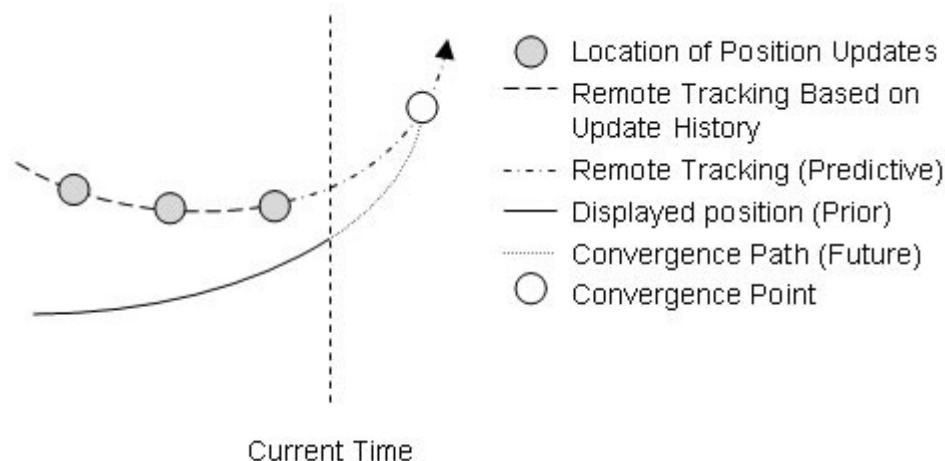 Location of Position Updates
Remote Tracking Based on
Update History
Remote Tracking (Predictive)
Displayed position (Prior)
Convergence Path (Future)
Convergence Point
Current Time